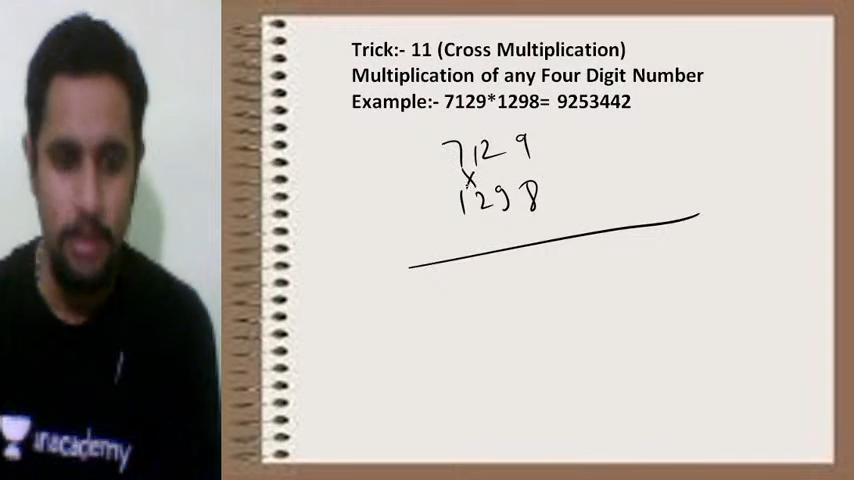 Trick:- 11 (Cross Multiplication)
Multiplication of any Four Digit Number
Example:- 7129*1298= 9253442
7129
×
1298
unacademy